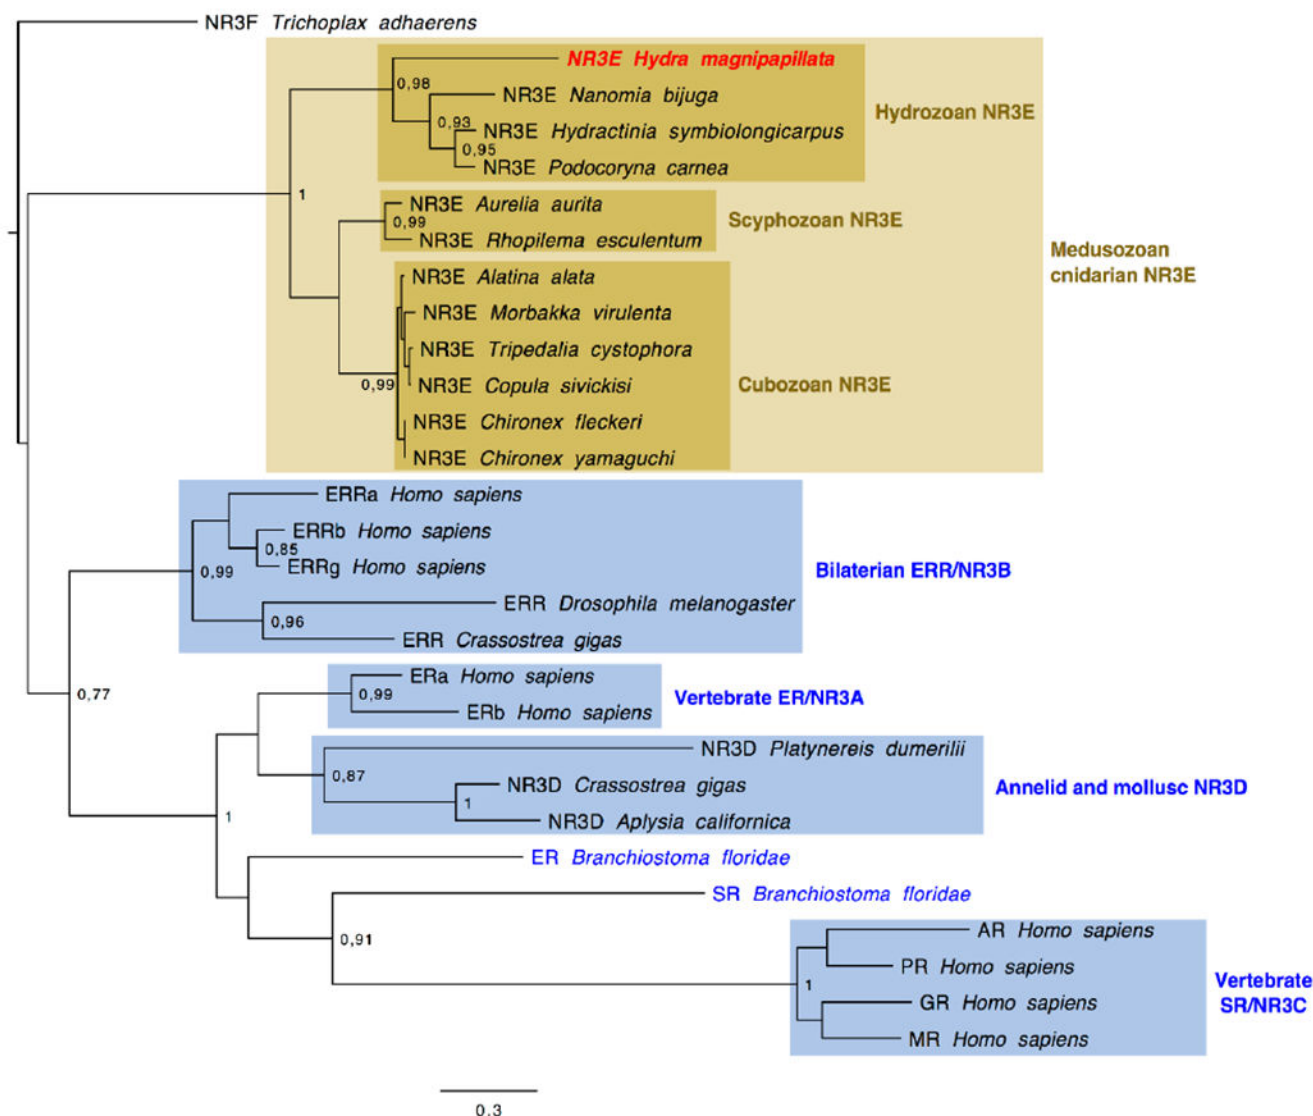 NR3F Trichoplax adhaerens
NR3E Hydra magnipapillata
0,98
NR3E Nanomia bijuga
Hydrozoan NR3E
0,93
NR3E Hydractinia symbiolongicarpus
0,95
NR3E Podocoryna carnea
1
NR3E Aurelia aurita
0,99
Scyphozoan NR3E
NR3E Rhopilema esculentum
Medusozoan
cnidarian NR3E
NR3E Alatina alata
NR3E Morbakka virulenta
NR3E Tripedalia cystophora
0,99
NR3E Copula sivickisi
Cubozoan NR3E
NR3E Chironex fleckeri
NR3E Chironex yamaguchi
ERRa Homo sapiens
ERRb Homo sapiens
0,85
ERRg Homo sapiens
0,99
Bilaterian ERR/NR3B
ERR Drosophila melanogaster
0,96
ERR Crassostrea gigas
ERa Homo sapiens
0,77
0,99
Vertebrate ER/NR3A
ERb Homo sapiens
NR3D Platynereis dumerilii
0,87
NR3D Crassostrea gigas
Annelid and mollusc NR3D
1
1
NR3D Aplysia californica
ER Branchiostoma floridae
SR Branchiostoma floridae
0,91
AR Homo sapiens
PR Homo sapiens
1
Vertebrate
SR/NR3C
GR Homo sapiens
MR Homo sapiens
0.3